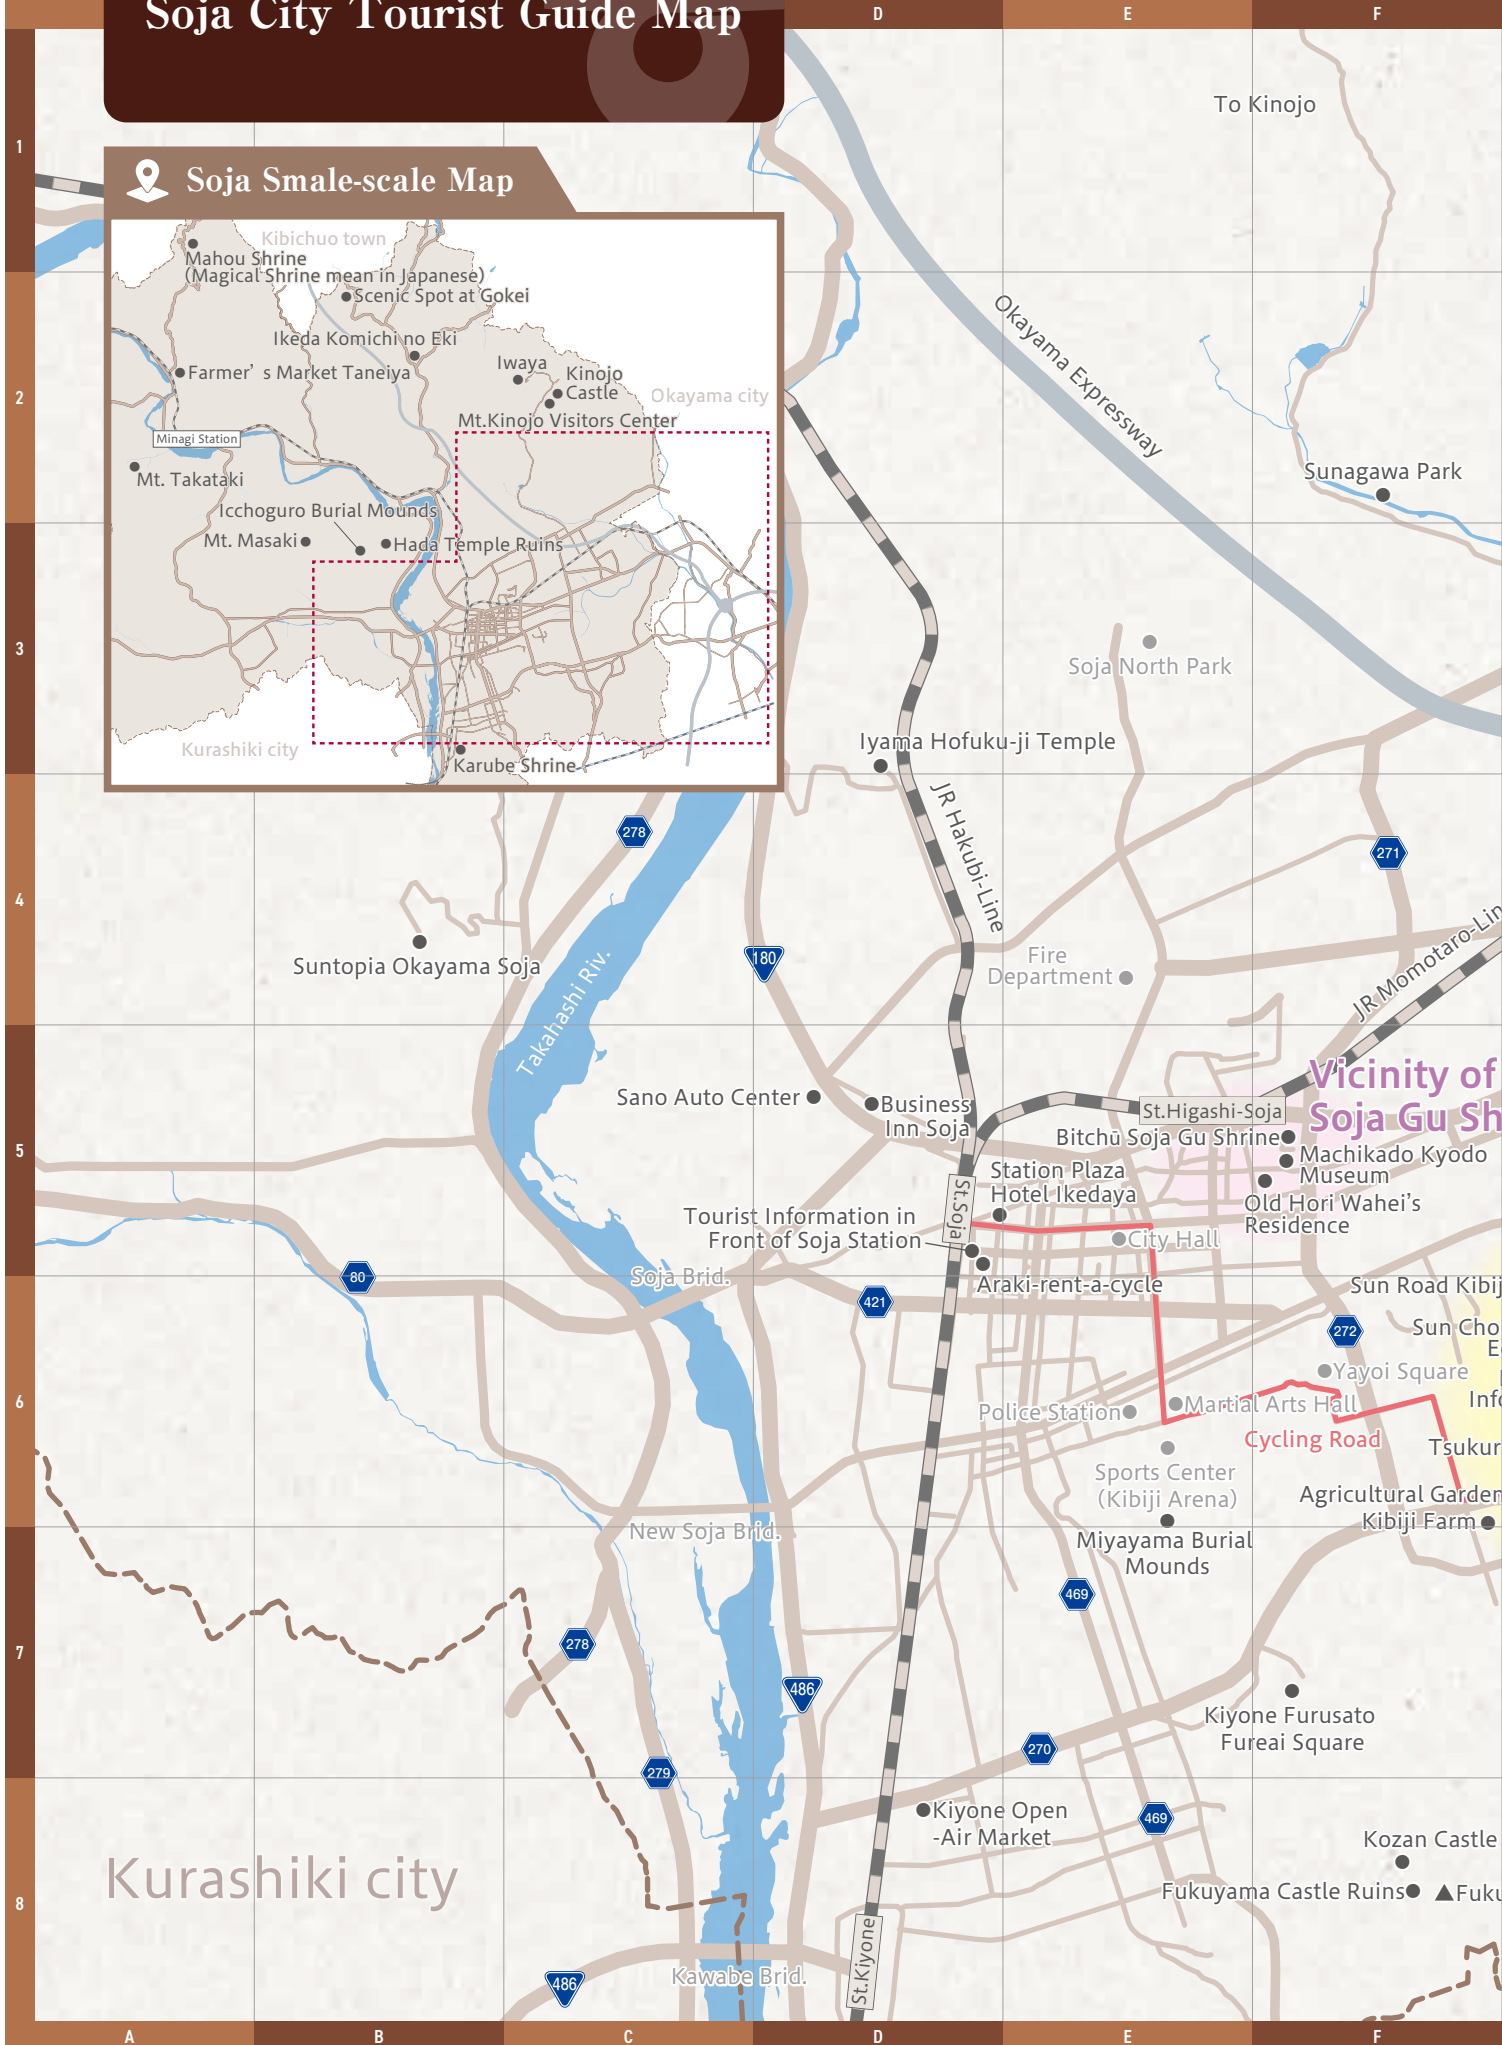 Soja City Tourist Guide Map
D
E
F
1
2
3
4
5
6
7
8
Soja Smale-scale Map
Kibichuo town
Mahou Shrine
(Magical Shrine mean in Japanese)
Scenic Spot at Gokei
Ikeda Komichi no Eki
Farmer’ s Market Taneiya
Iwaya
Kinojo
Castle
Okayama city
Mt.Kinojo Visitors Center
Minagi Station
Mt. Takataki
Icchoguro Burial Mounds
Mt. Masaki
Hada Temple Ruins
Kurashiki city
Karube Shrine
To Kinojo
Okayama Expressway
Sunagawa Park
Soja North Park
Iyama Hofuku-ji Temple
JR Hakubi-Line
278
271
Suntopia Okayama Soja
Takahashi Riv.
180
Fire
Department
JR Momotaro-Lin
Vicinity of
Soja Gu Sh
Sano Auto Center
Business
Inn Soja
St.Higashi-Soja
Bitchū Soja Gu Shrine
Machikado Kyodo
Museum
Station Plaza
Hotel Ikedaya
Old Hori Wahei’s
Residence
St.Soja
Tourist Information in
Front of Soja Station
City Hall
Araki-rent-a-cycle
Soja Brid.
80
421
Sun Road Kibij
272
Sun Cho
E
Yayoi Square
Info
Police Station
Martial Arts Hall
Cycling Road
Tsukur
Sports Center
(Kibiji Arena)
Agricultural Garden
Kibiji Farm
New Soja Brid.
Miyayama Burial
Mounds
469
278
486
Kiyone Furusato
Fureai Square
270
279
Kiyone Open
-Air Market
469
Kozan Castle
Kurashiki city
Fukuyama Castle Ruins
▲Fuku
St.Kiyone
Kawabe Brid.
486
A
B
C
D
E
F